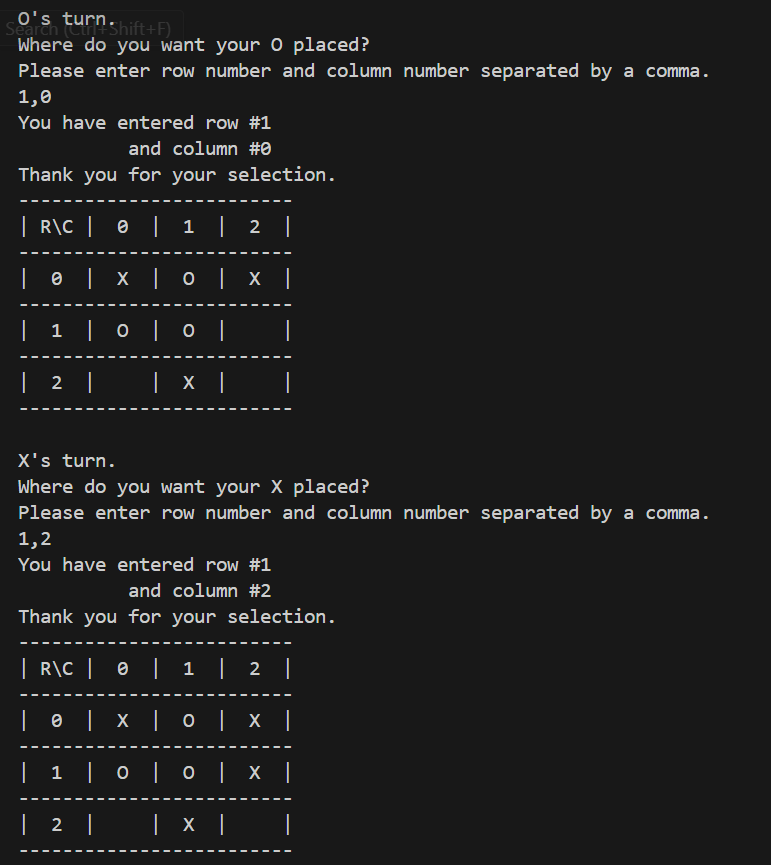 O's turn.
Search (Ctrl+Shift+F)
Where do you want your O placed?
Please enter row number and column number separated by a comma.
1,0
You have entered row #1
          and column #0
Thank you for your selection.
-------------------------
| R\C |  0  |  1  |  2  |
-------------------------
|  0  |  X  |  O  |  X  |
-------------------------
|  1  |  O  |  O  |     |
-------------------------
|  2  |     |  X  |     |
-------------------------

X's turn.
Where do you want your X placed?
Please enter row number and column number separated by a comma.
1,2
You have entered row #1
          and column #2
Thank you for your selection.
-------------------------
| R\C |  0  |  1  |  2  |
-------------------------
|  0  |  X  |  O  |  X  |
-------------------------
|  1  |  O  |  O  |  X  |
-------------------------
|  2  |     |  X  |     |
-------------------------